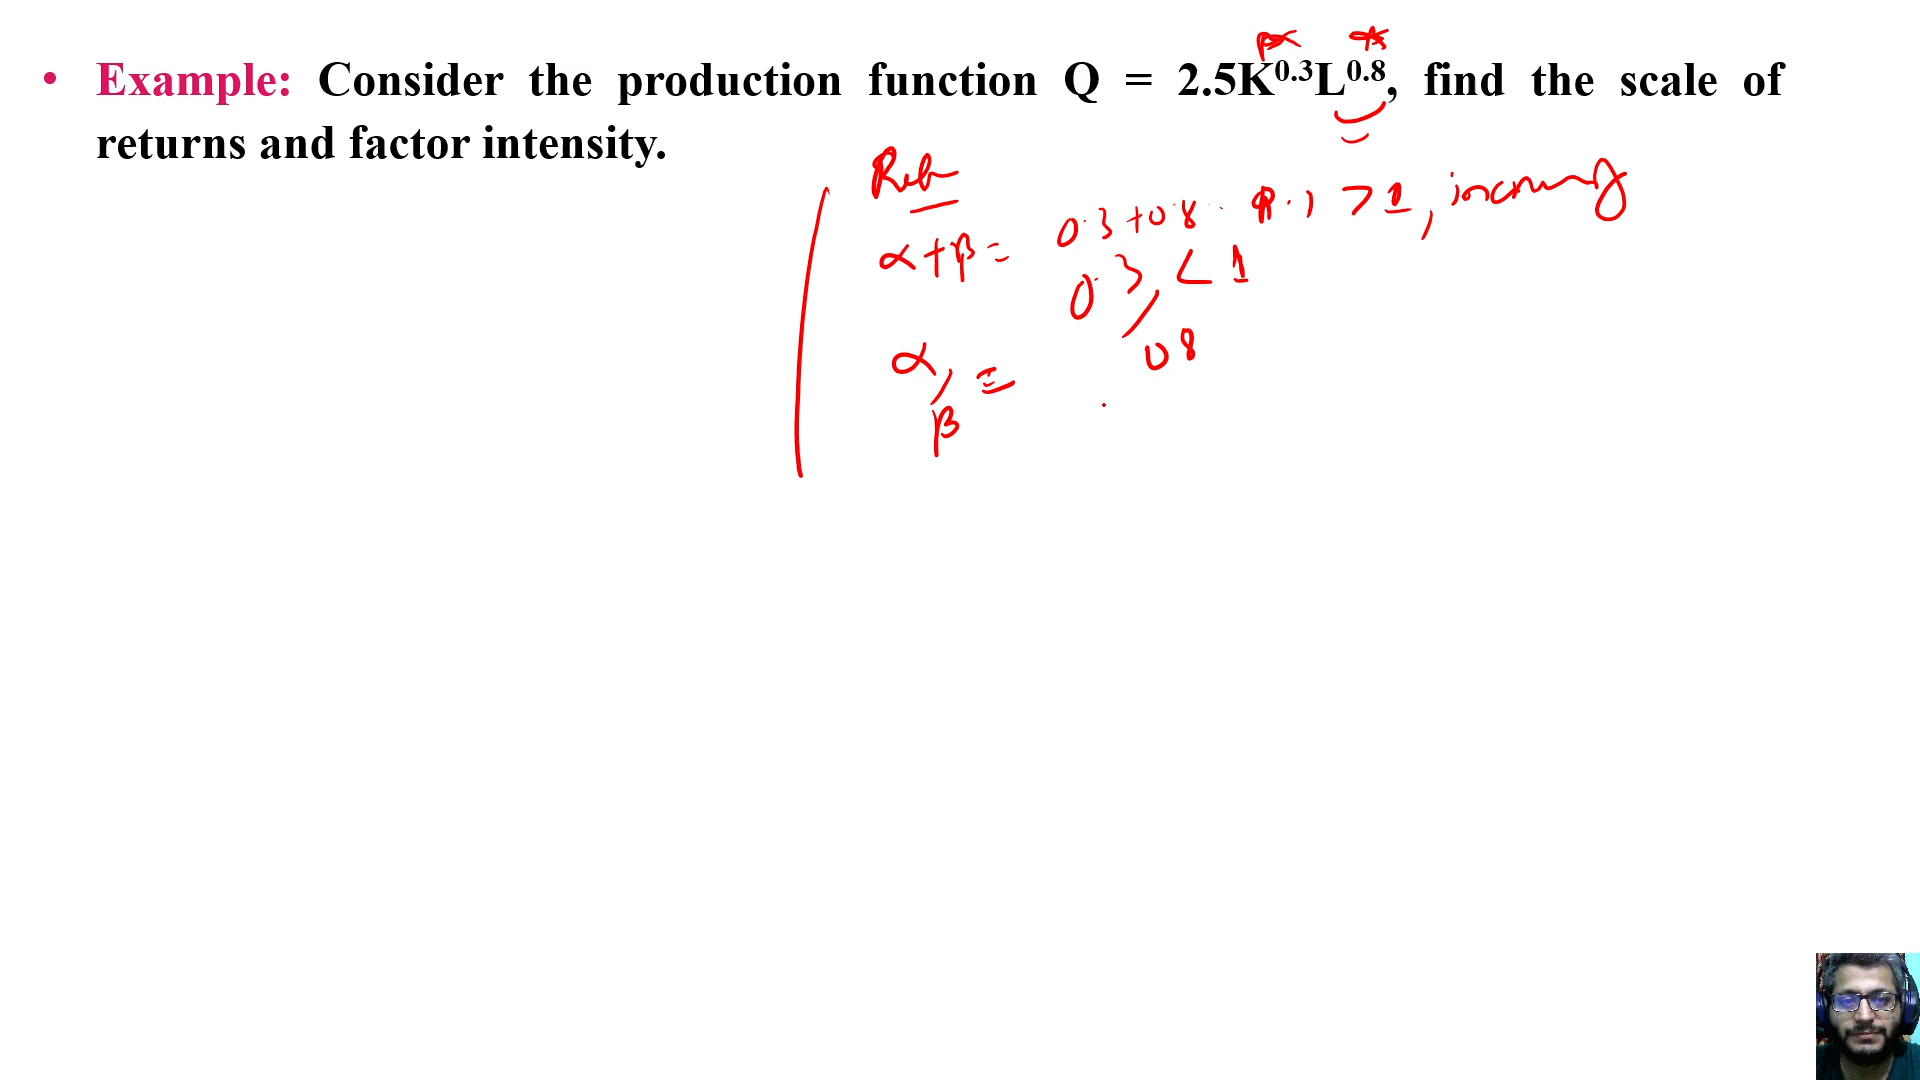 • Example: Consider the production function Q = 2.5K^0.3L^0.8, find the scale of
returns and factor intensity.
α+β = 0.3+0.8 1.1 > 1, increasing
α/β = 0.3/0.8 < 1